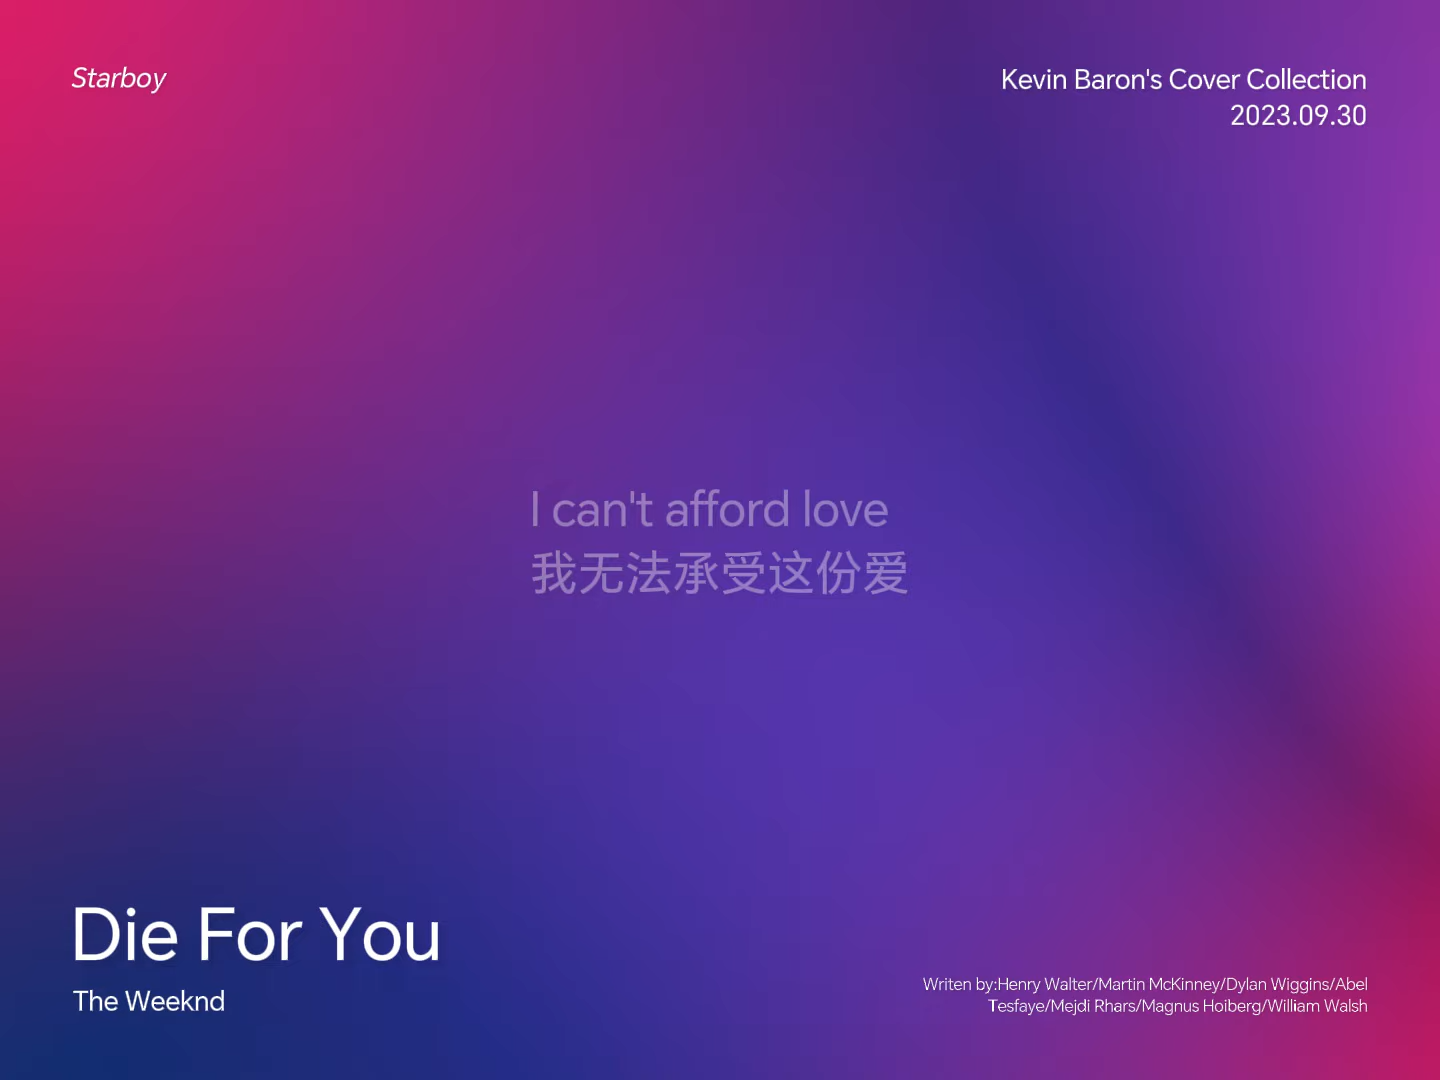 Starboy
Kevin Baron's Cover Collection
2023.09.30
I can't afford love
我无法承受这份爱
Die For You
The Weeknd
Writen by:Henry Walter/Martin McKinney/Dylan Wiggins/Abel
Tesfaye/Mejdi Rhars/Magnus Hoiberg/William Walsh